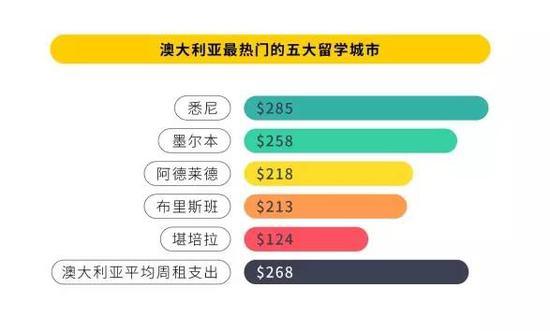 澳大利亚最热门的五大留学城市
悉尼 $285
墨尔本 $258
阿德莱德 $218
布里斯班 $213
堪培拉 $124
澳大利亚平均周租支出 $268